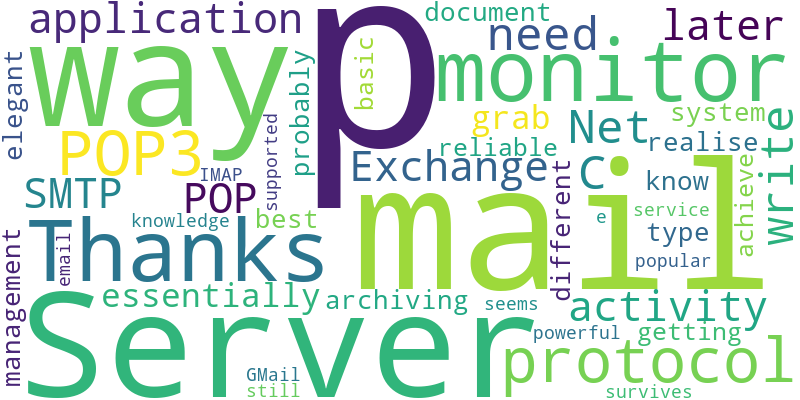 application
way
p
document
need
later
elegant
probably
basic
monitor
POP3
grab
Net
system
reliable
realise
write
IMAP
supported
SMTP
POP
Exchange
C
know
achieve
knowledge
best
different
e
service
Thanks
mail
type
popular
management
email
essentially
archiving
seems
activity
Server
GMail
still
powerful
getting
protocol
survives